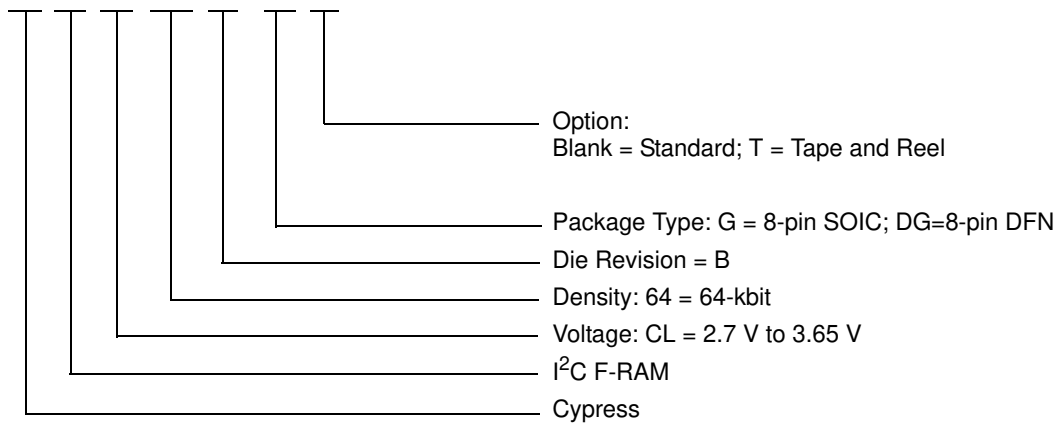 Option:
Blank = Standard; T = Tape and Reel
Package Type: G = 8-pin SOIC; DG=8-pin DFN
Die Revision = B
Density: 64 = 64-kbit
Voltage: CL = 2.7 V to 3.65 V
I²C F-RAM
Cypress